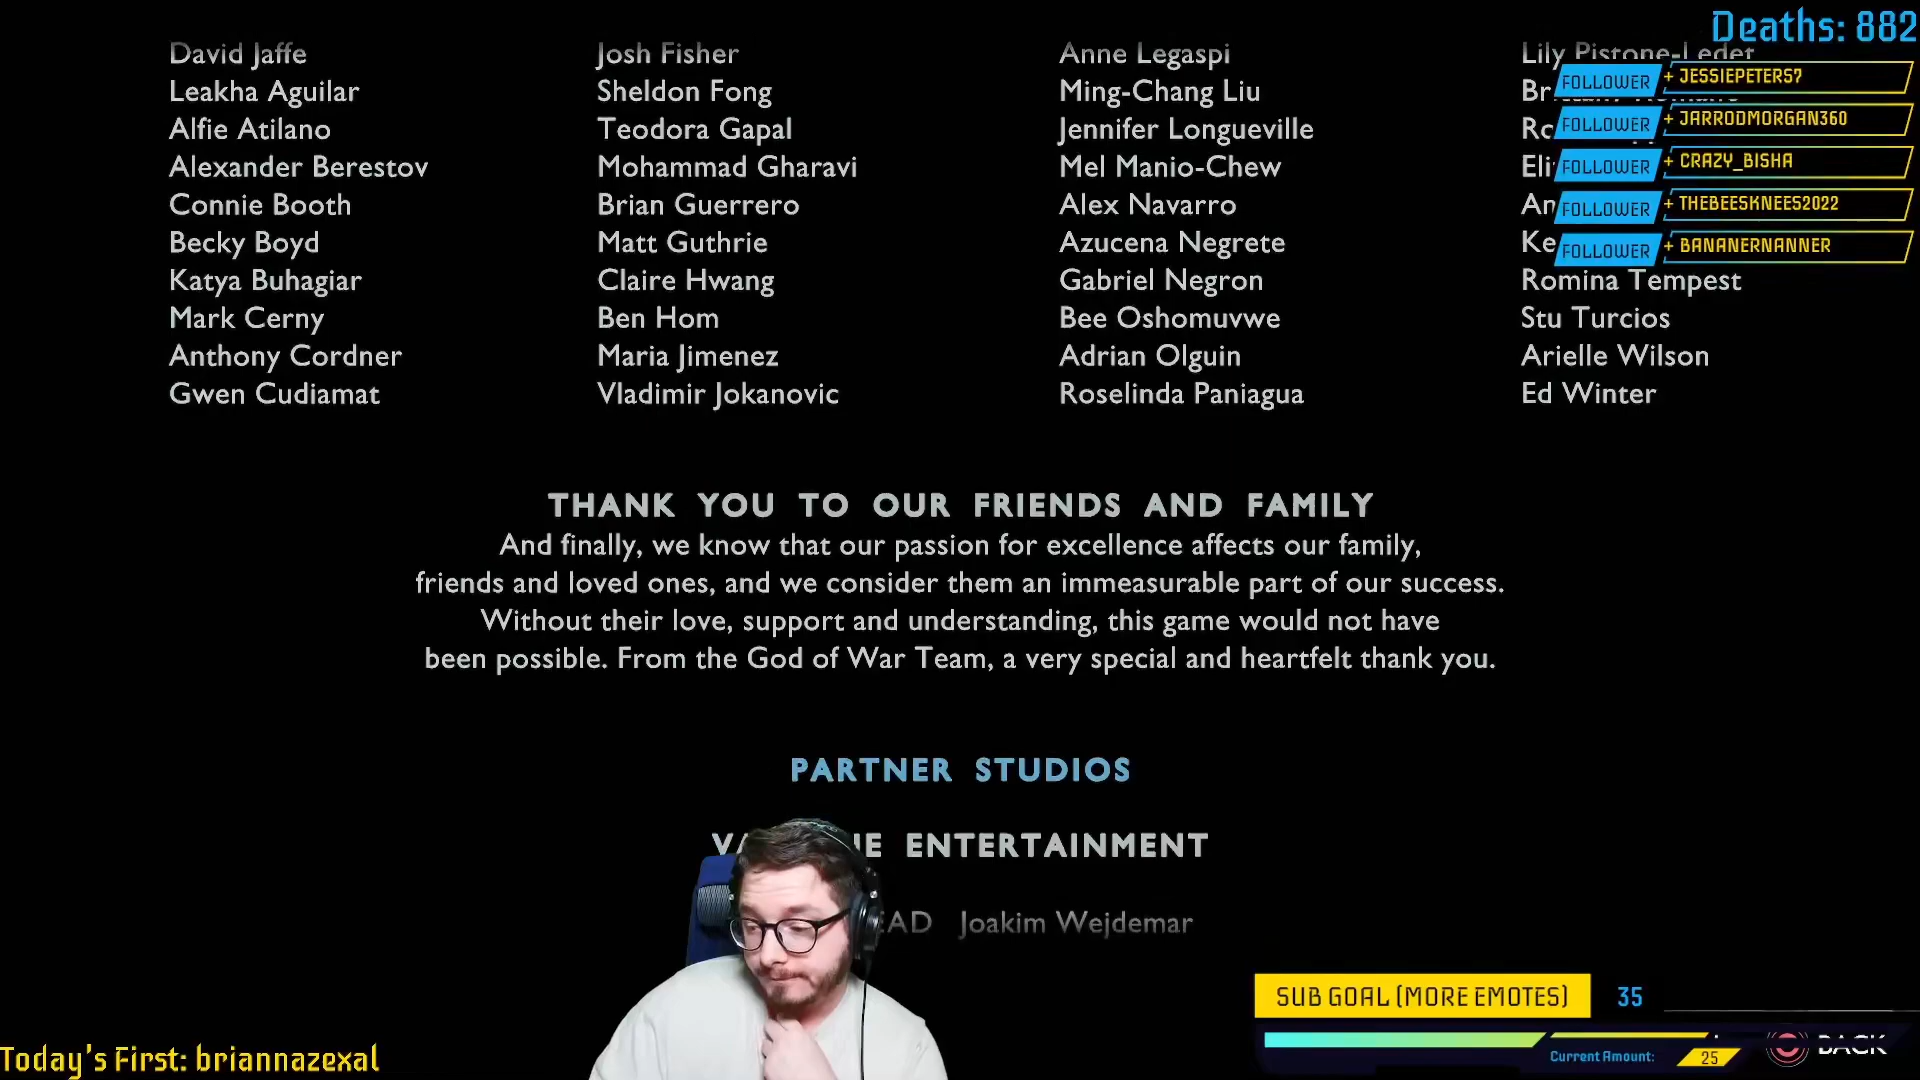 Deaths: 882
David Jaffe
Leakha Aguilar
Alfie Atilano
Alexander Berestov
Connie Booth
Becky Boyd
Katya Buhagiar
Mark Cerny
Anthony Cordner
Gwen Cudiamat
Josh Fisher
Sheldon Fong
Teodora Gapal
Mohammad Gharavi
Brian Guerrero
Matt Guthrie
Claire Hwang
Ben Hom
Maria Jimenez
Vladimir Jokanovic
Anne Legaspi
Ming-Chang Liu
Jennifer Longueville
Mel Manio-Chew
Alex Navarro
Azucena Negrete
Gabriel Negron
Bee Oshomuvwe
Adrian Olguin
Roselinda Paniagua
Lily Pistone-Ledet
Romina Tempest
Stu Turcios
Arielle Wilson
Ed Winter
FOLLOWER + JESSIEPETERS7
FOLLOWER + JARRODMORGAN360
FOLLOWER + CRAZY_BISHA
FOLLOWER + THEBEESKNEES2022
FOLLOWER + BANANERNANNER
THANK YOU TO OUR FRIENDS AND FAMILY
And finally, we know that our passion for excellence affects our family,
friends and loved ones, and we consider them an immeasurable part of our success.
Without their love, support and understanding, this game would not have
been possible. From the God of War Team, a very special and heartfelt thank you.
PARTNER STUDIOS
ENTERTAINMENT
Joakim Wejdemar
SUB GOAL (MORE EMOTES) 35
Current Amount: 25
BACK
Today's First: briannazexal